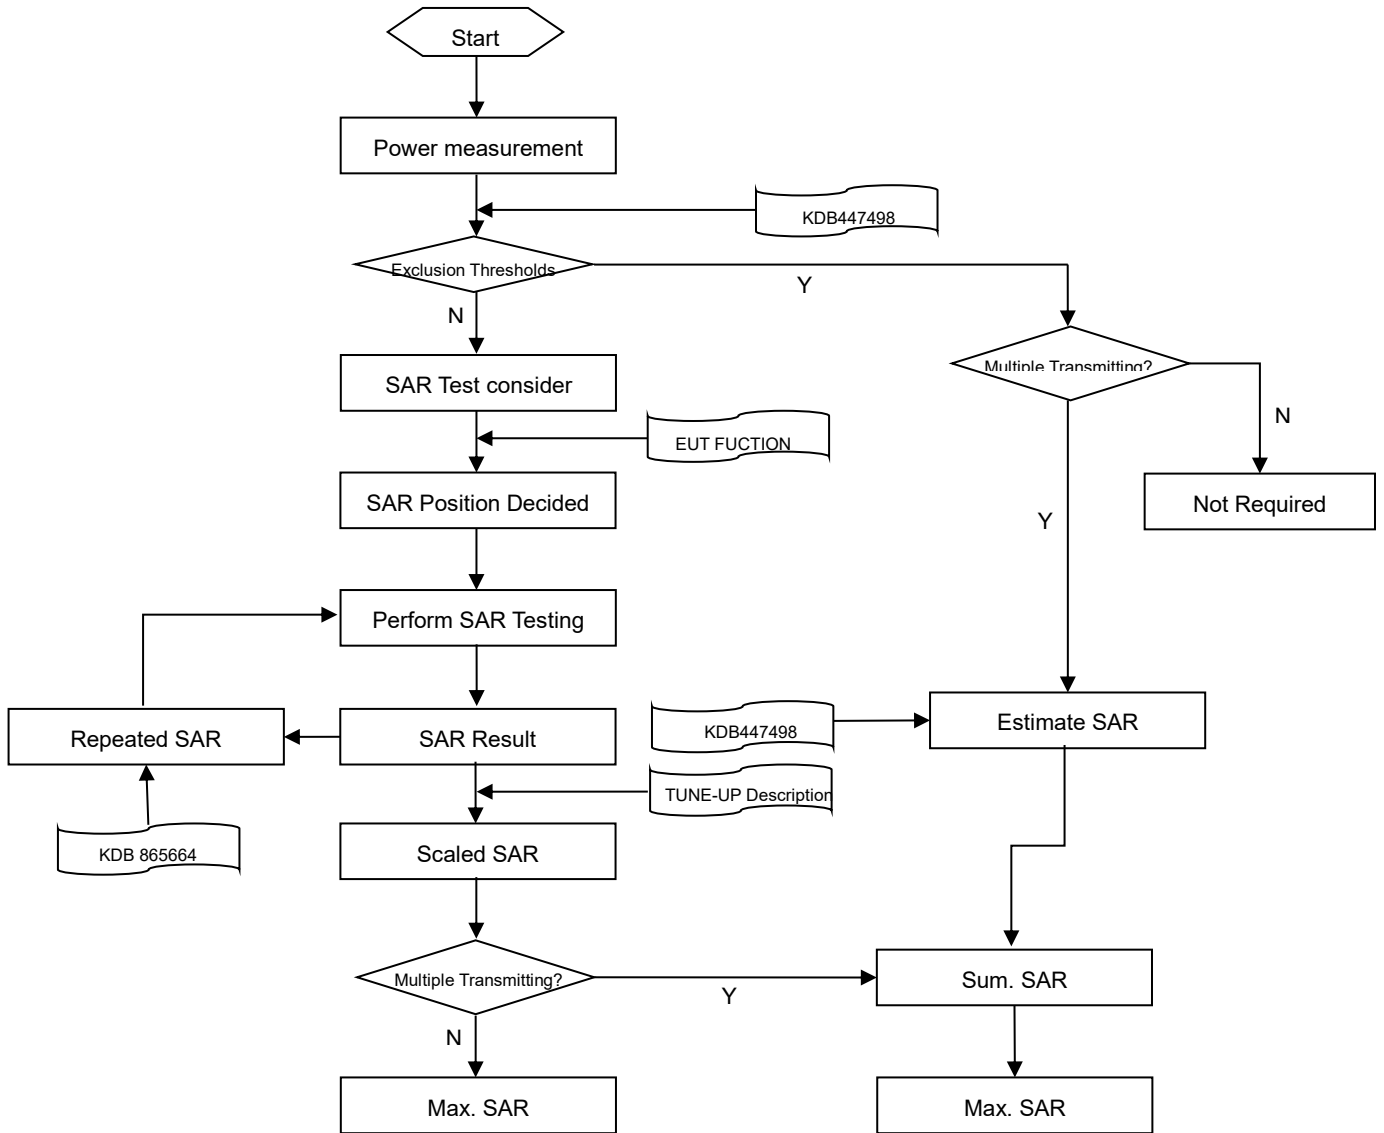 Start
Power measurement
KDB447498
Exclusion Thresholds
Y
N
Multiple Transmitting?
SAR Test consider
N
EUT FUCTION
SAR Position Decided
Not Required
Y
Perform SAR Testing
Repeated SAR
SAR Result
KDB447498
Estimate SAR
TUNE-UP Description
KDB 865664
Scaled SAR
Multiple Transmitting?
Y
Sum. SAR
N
Max. SAR
Max. SAR